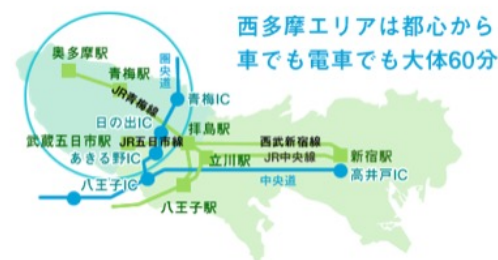 西多摩エリアは都心から
車でも電車でも大体60分
奥多摩駅
圏央道
青梅駅
JR青梅線
青梅IC
日の出IC
武蔵五日市駅
JR五日市線
拝島駅
西武新宿線
あきる野IC
立川駅
JR中央線
新宿駅
八王子IC
中央道
高井戸IC
八王子駅